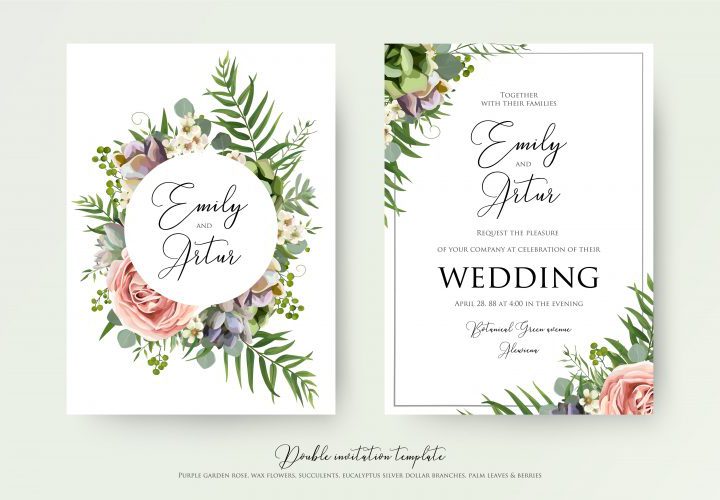 Emily
AND
Artur
Together
with their families
Emily
AND
Artur
Request the pleasure
of your company at celebration of their
WEDDING
April 28, 88 at 4:00 in the evening
Botanical Green avenue
Alewiena
Double invitation template
Purple garden rose, wax flowers, succulents, eucalyptus silver dollar branches, palm leaves & berries